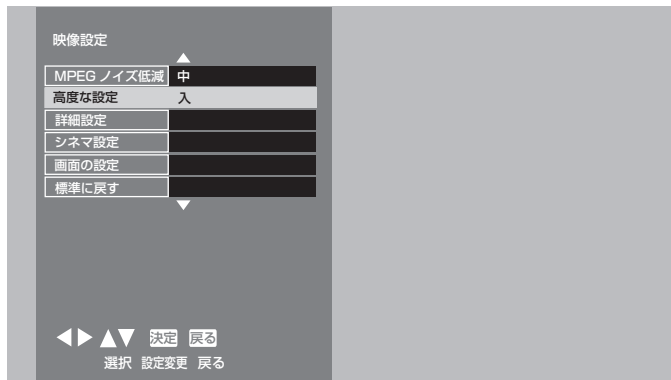 映像設定
MPEG ノイズ低減 中
高度な設定 入
詳細設定
シネマ設定
画面の設定
標準に戻す
決定 戻る
選択 設定変更 戻る